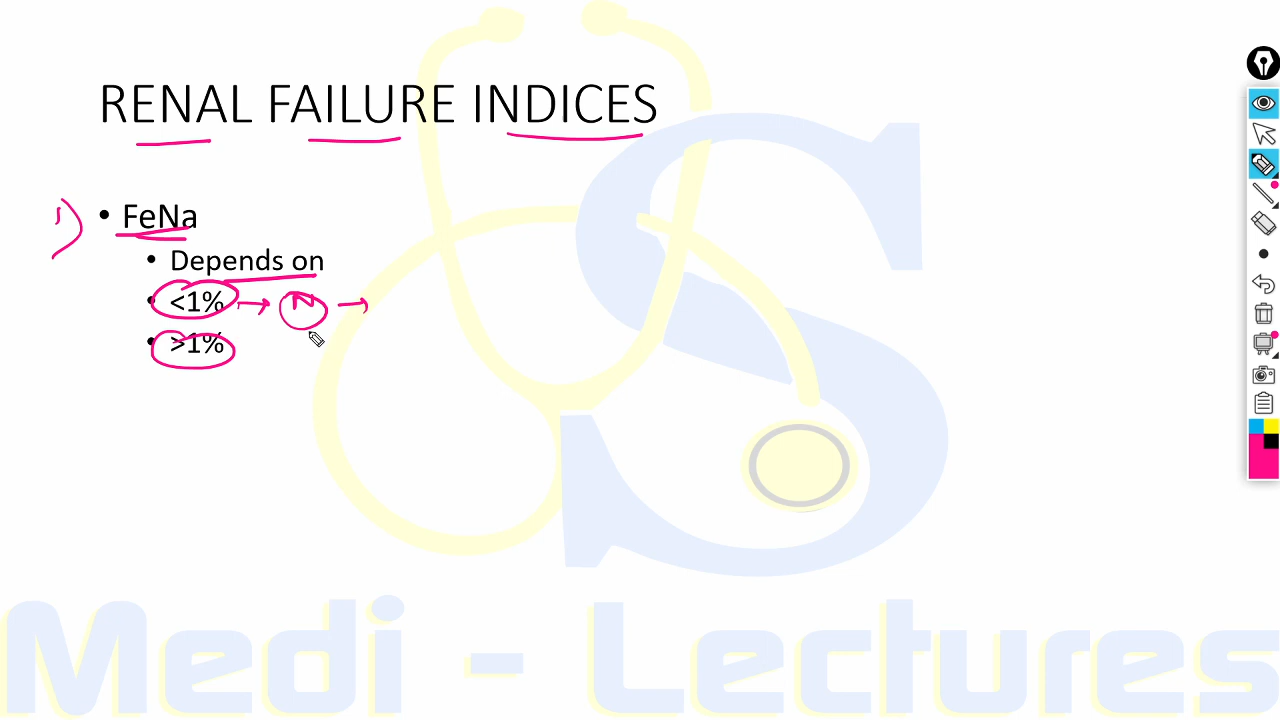 RENAL FAILURE INDICES
1) • FeNa
• Depends on
• <1% → N →
• >1%
Medi - Lectures